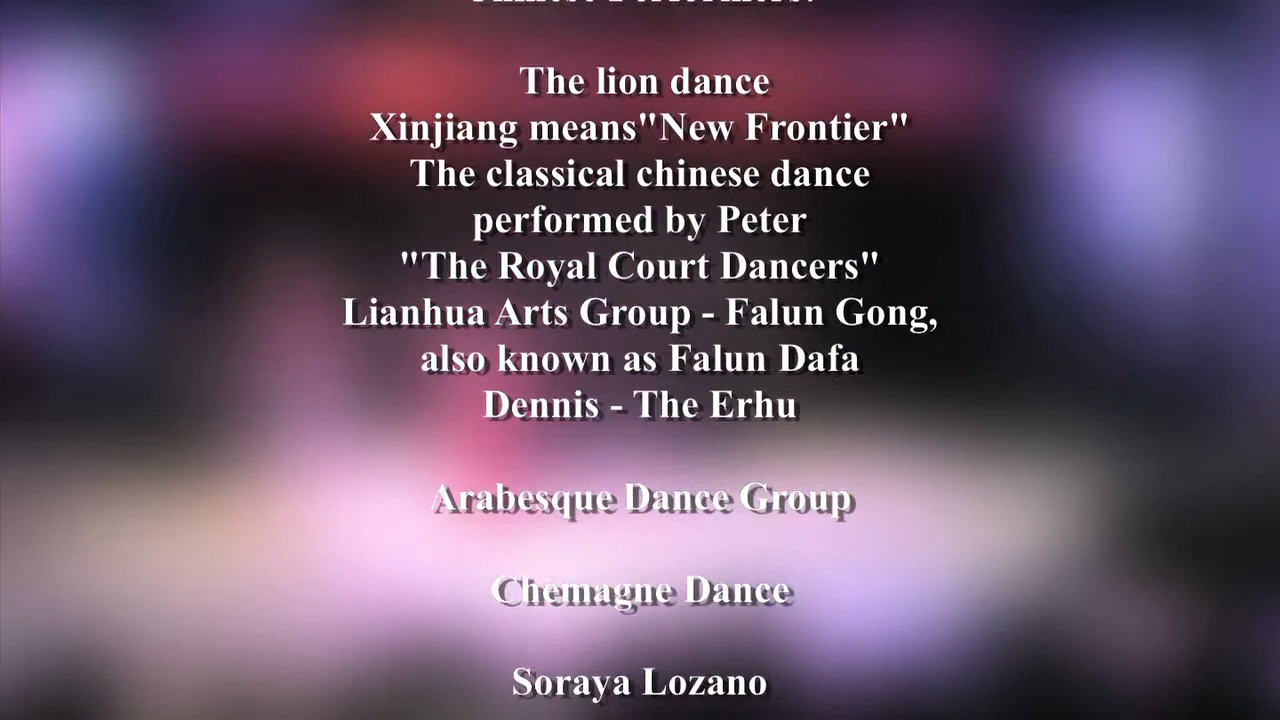 The lion dance
Xinjiang means"New Frontier"
The classical chinese dance
performed by Peter
"The Royal Court Dancers"
Lianhua Arts Group - Falun Gong,
also known as Falun Dafa
Dennis - The Erhu
Arabesque Dance Group
Chemagne Dance
Soraya Lozano